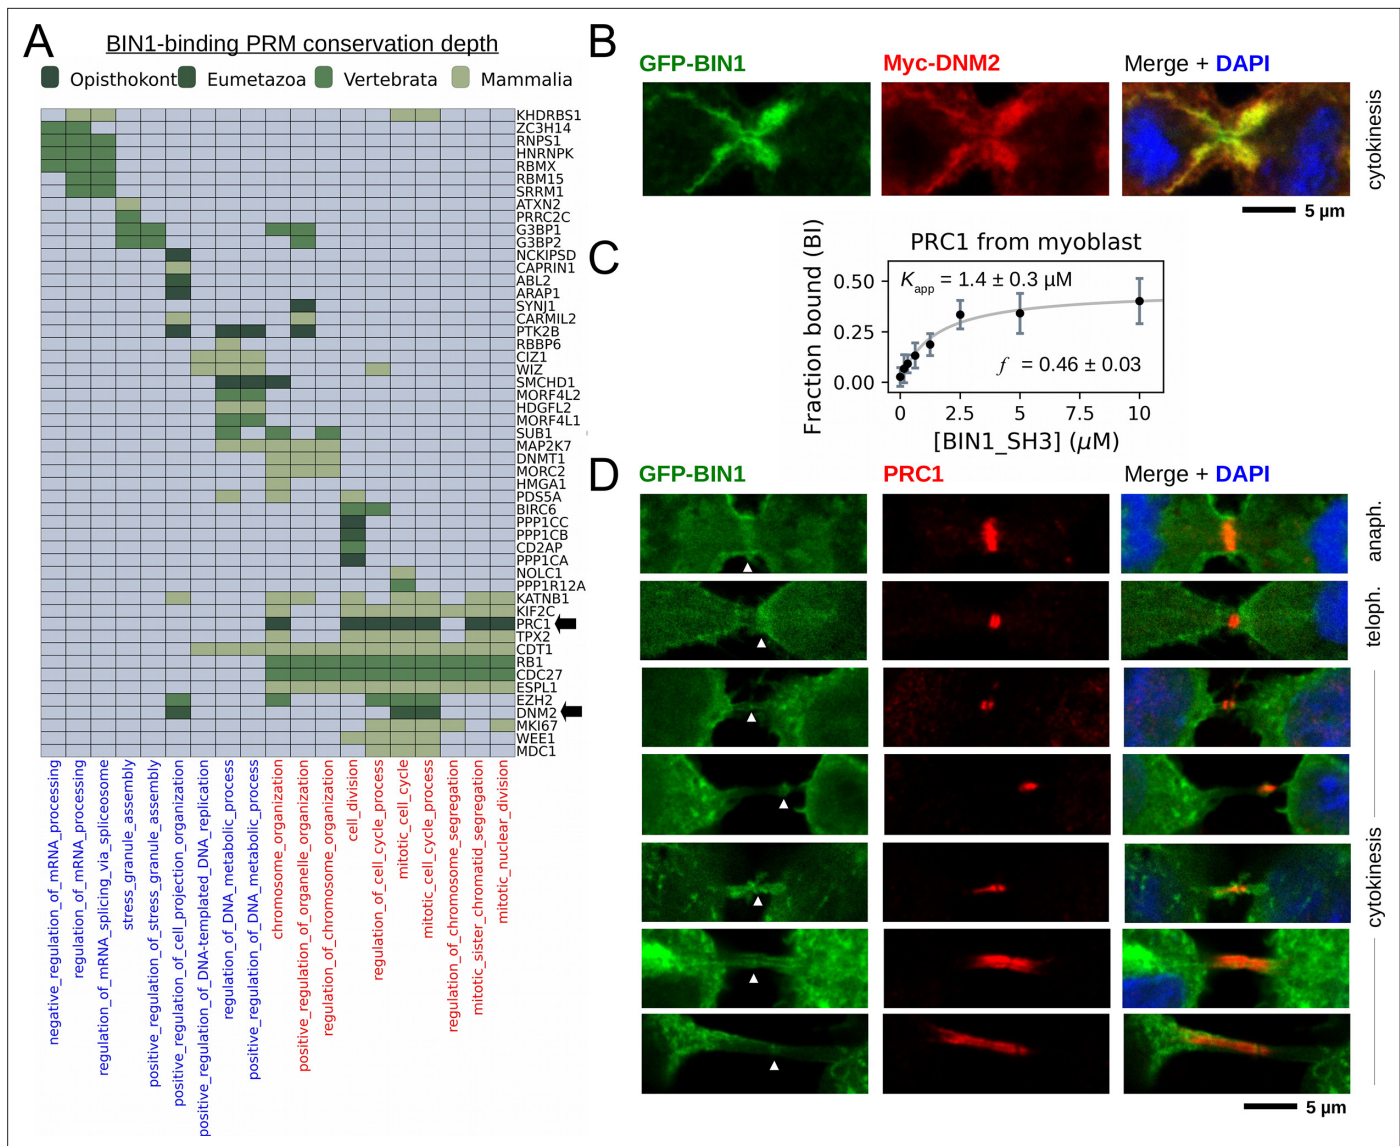 A
BIN1-binding PRM conservation depth
Opisthokont
Eumetazoa
Vertebrata
Mammalia
KHDRBS1
ZC3H14
RNPS1
HNRNPK
RBMX
RBM15
SRRM1
ATXN2
PRRC2C
G3BP1
G3BP2
NCKIPSD
CAPRIN1
ABL2
ARAP1
SYNJ1
CARMIL2
PTK2B
RBBP6
CIZ1
WIZ
SMCHD1
MORF4L2
HDGFL2
MORF4L1
SUB1
MAP2K7
DNMT1
MORC2
HMGA1
PDS5A
BIRC6
PPP1CC
PPP1CB
CD2AP
PPP1CA
NOLC1
PPP1R12A
KATNB1
KIF2C
PRC1
TPX2
CDT1
RB1
CDC27
ESPL1
EZH2
DNM2
MKI67
WEE1
MDC1
negative_regulation_of_mRNA_processing
regulation_of_mRNA_processing
regulation_of_mRNA_splicing_via_spliceosome
stress_granule_assembly
positive_regulation_of_stress_granule_assembly
positive_regulation_of_cell_projection_organization
positive_regulation_of_DNA-templated_DNA_replication
regulation_of_DNA_metabolic_process
positive_regulation_of_DNA_metabolic_process
chromosome_organization
positive_regulation_of_organelle_organization
regulation_of_chromosome_organization
cell_division
regulation_of_cell_cycle_process
mitotic_cell_cycle
mitotic_cell_cycle_process
regulation_of_chromosome_segregation
mitotic_sister_chromatid_segregation
mitotic_nuclear_division
B
GFP-BIN1
Myc-DNM2
Merge + DAPI
cytokinesis
5 µm
C
PRC1 from myoblast
Fraction bound (BI)
0.50
0.25
0.00
Kapp = 1.4 ± 0.3 µM
f = 0.46 ± 0.03
0 2.5 5 7.5 10
[BIN1_SH3] (µM)
D
GFP-BIN1
PRC1
Merge + DAPI
anaph.
teloph.
cytokinesis
5 µm